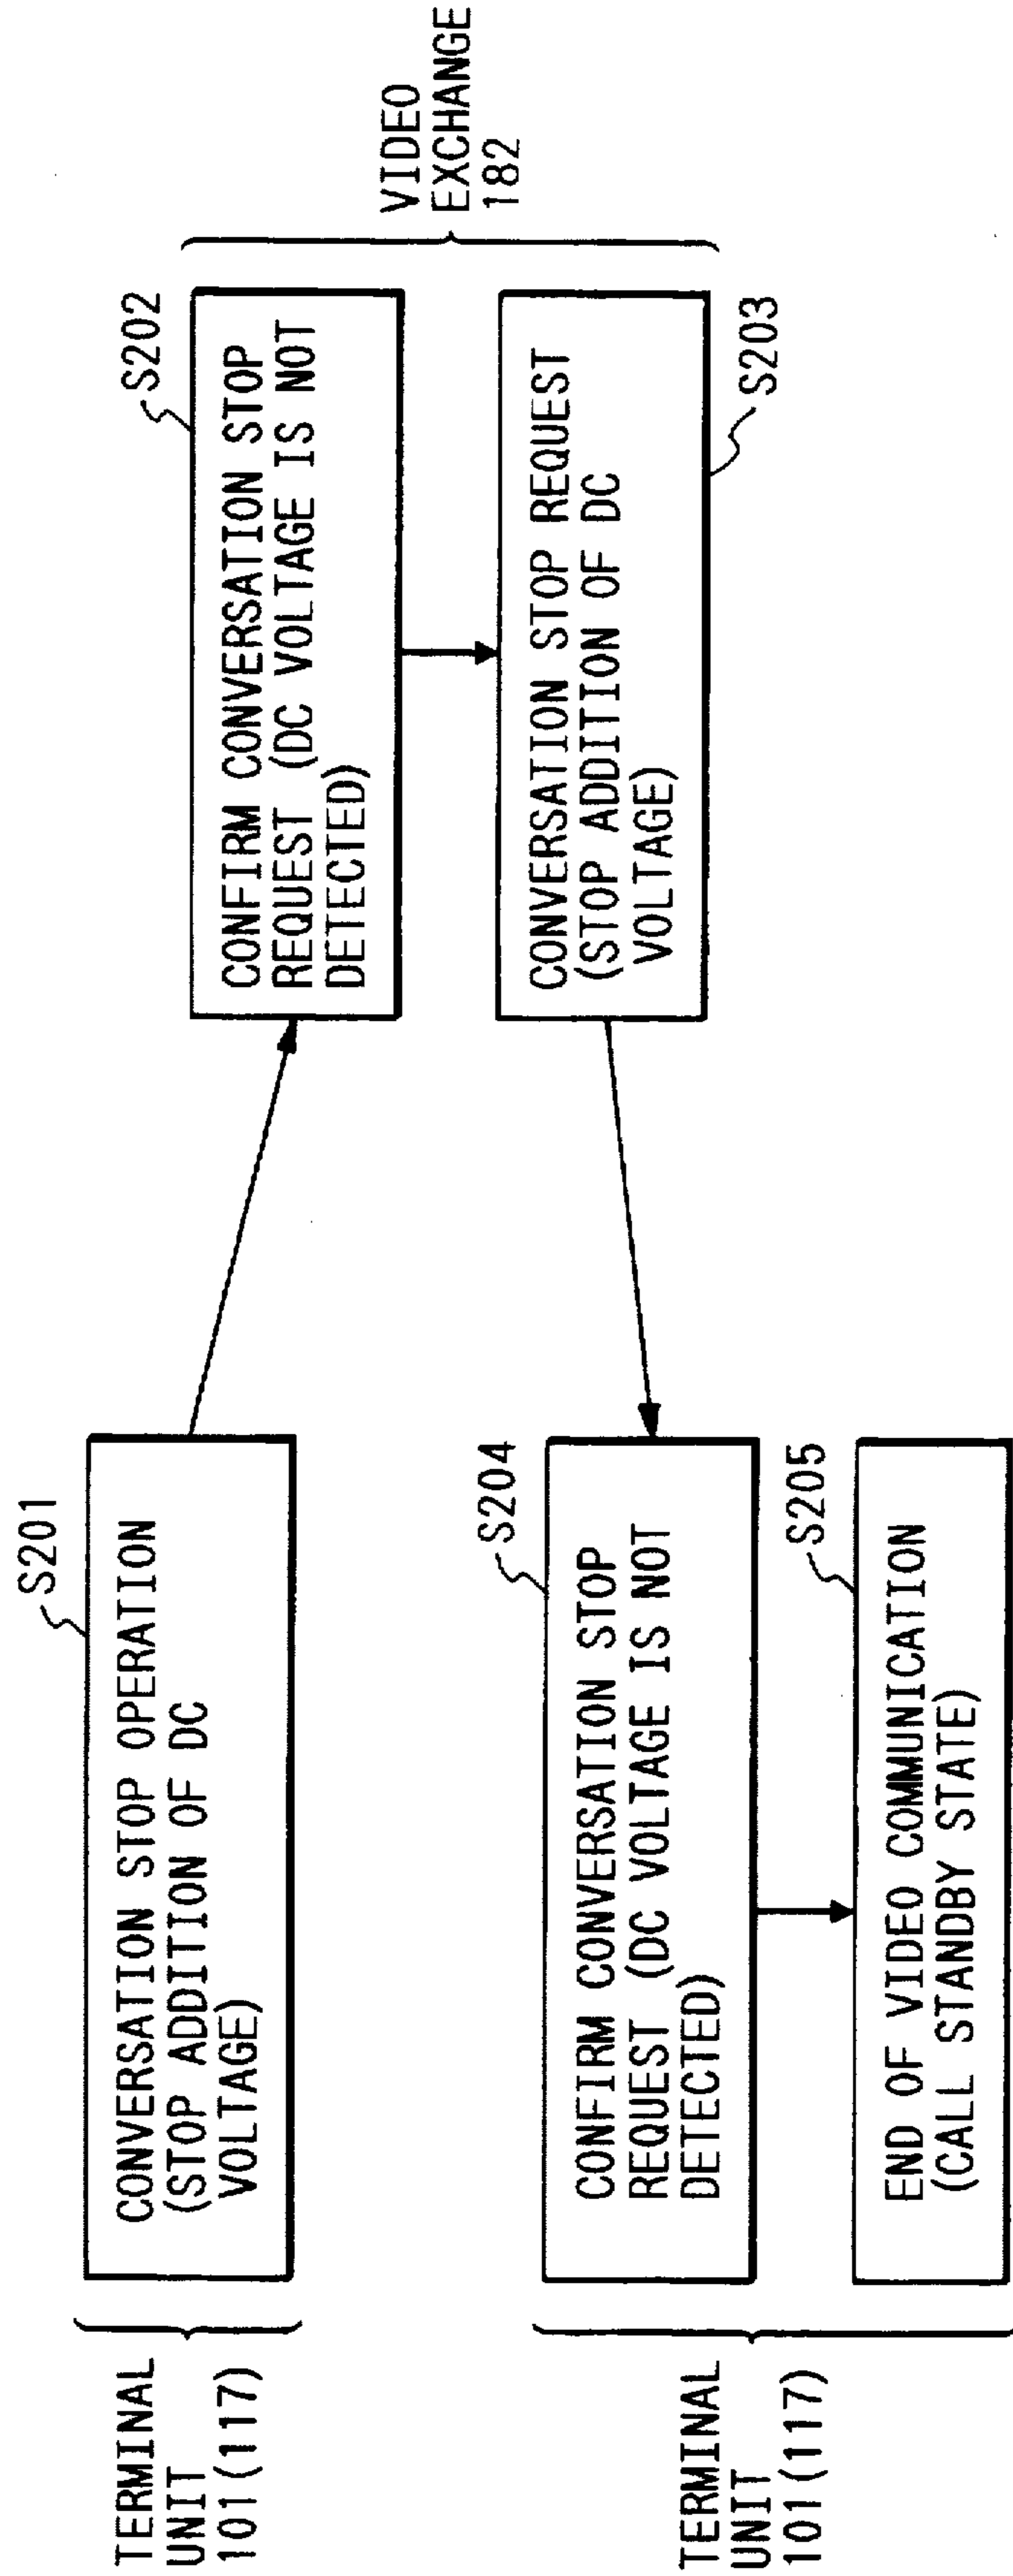 TERMINAL
UNIT
101(117)
S201
CONVERSATION STOP OPERATION
(STOP ADDITION OF DC
VOLTAGE)
S202
CONFIRM CONVERSATION STOP
REQUEST (DC VOLTAGE IS NOT
DETECTED)
VIDEO
EXCHANGE
182
CONVERSATION STOP REQUEST
(STOP ADDITION OF DC
VOLTAGE)
S203
TERMINAL
UNIT
101(117)
S204
CONFIRM CONVERSATION STOP
REQUEST (DC VOLTAGE IS NOT
DETECTED)
S205
END OF VIDEO COMMUNICATION
(CALL STANDBY STATE)